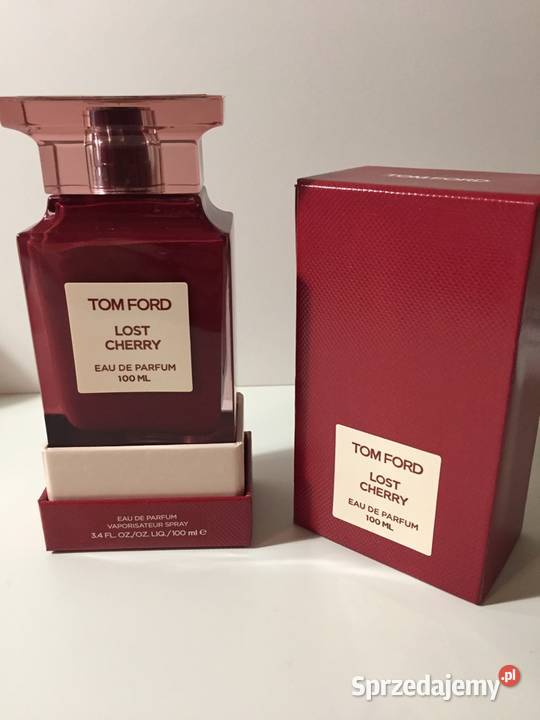 TOM FORD
LOST
CHERRY
EAU DE PARFUM
100 ML
EAU DE PARFUM
VAPORISATEUR SPRAY
3.4 FL. OZ./OZ. LIQ./100 ml ℮
TOM FORD
TOM FORD
LOST
CHERRY
EAU DE PARFUM
100 ML
Sprzedajemy.pl